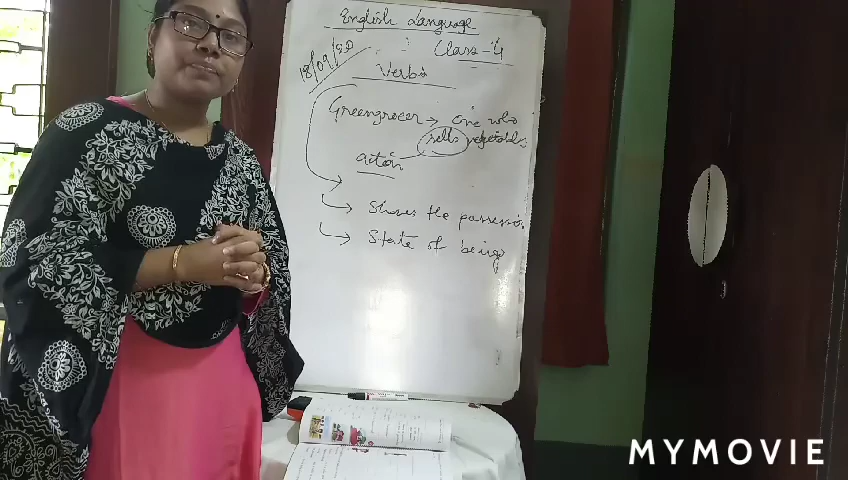 English Language
18/09/20
Class-4
Verbs
Greengrocer → one who
sells vegetables
action
→ Shows the possession
→ State of being
MYMOVIE